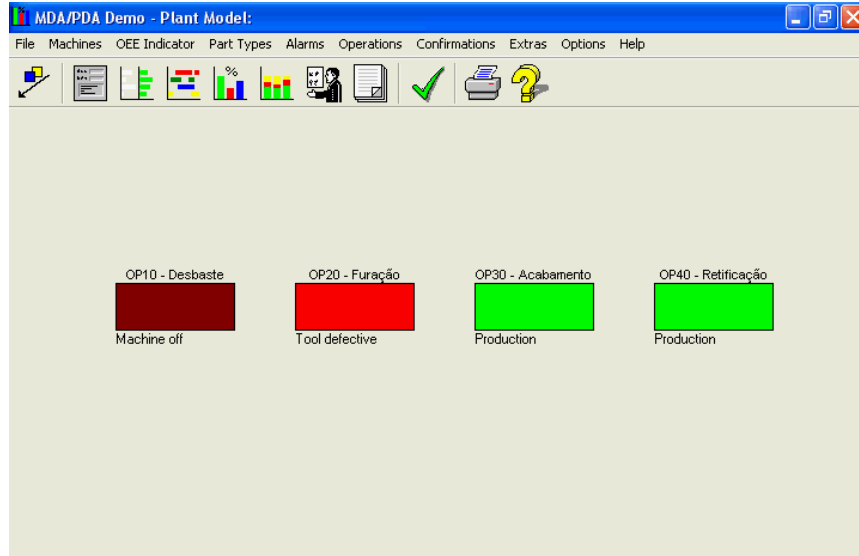 MDA/PDA Demo - Plant Model:
File Machines OEE Indicator Part Types Alarms Operations Confirmations Extras Options Help
%
OP10 - Desbaste OP20 - Furação OP30 - Acabamento OP40 - Retificação
Machine off Tool defective Production Production